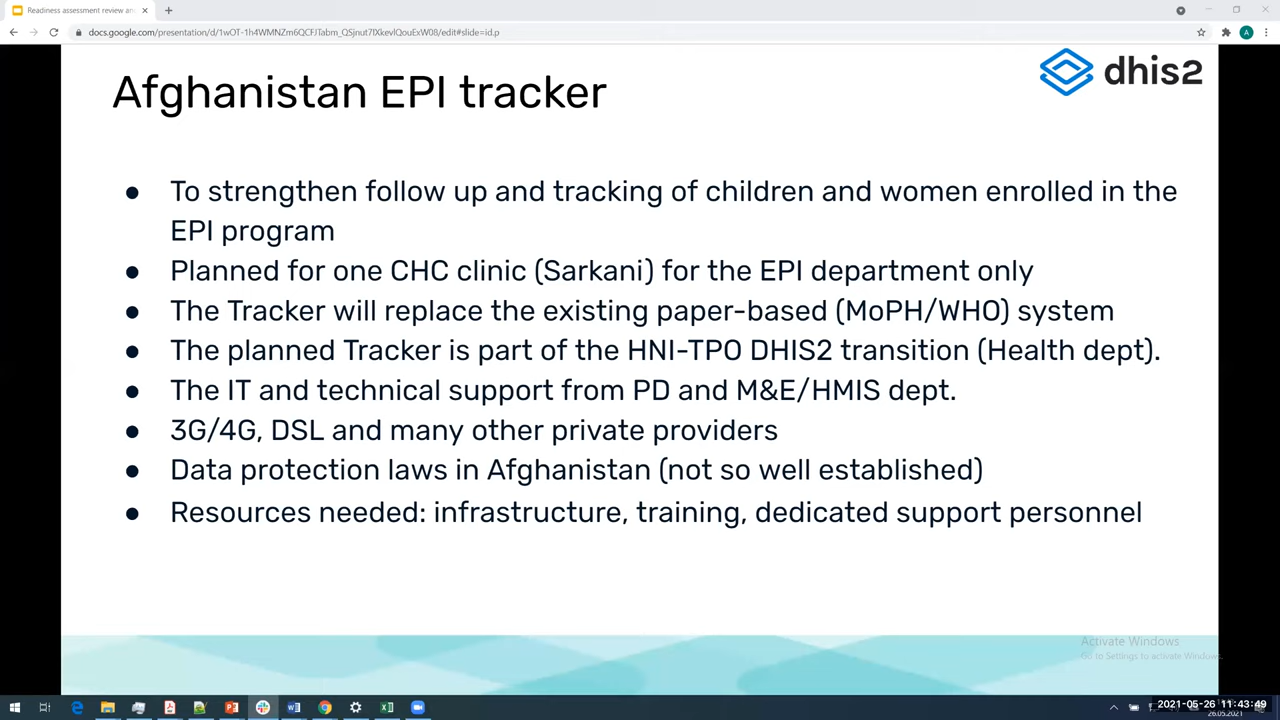 Readiness assessment review an
docs.google.com/presentation/d/1wOT-1h4WMNZm6QCFJTabm_QSjnut7IXkevlQouExW08/edit#slide=id.p
A
dhis2
Afghanistan EPI tracker
● To strengthen follow up and tracking of children and women enrolled in the
EPI program
● Planned for one CHC clinic (Sarkani) for the EPI department only
● The Tracker will replace the existing paper-based (MoPH/WHO) system
● The planned Tracker is part of the HNI-TPO DHIS2 transition (Health dept).
● The IT and technical support from PD and M&E/HMIS dept.
● 3G/4G, DSL and many other private providers
● Data protection laws in Afghanistan (not so well established)
● Resources needed: infrastructure, training, dedicated support personnel
Activate Windows
Go to Settings to activate Windows.
2021-05-26 11:43:49
26.05.2021